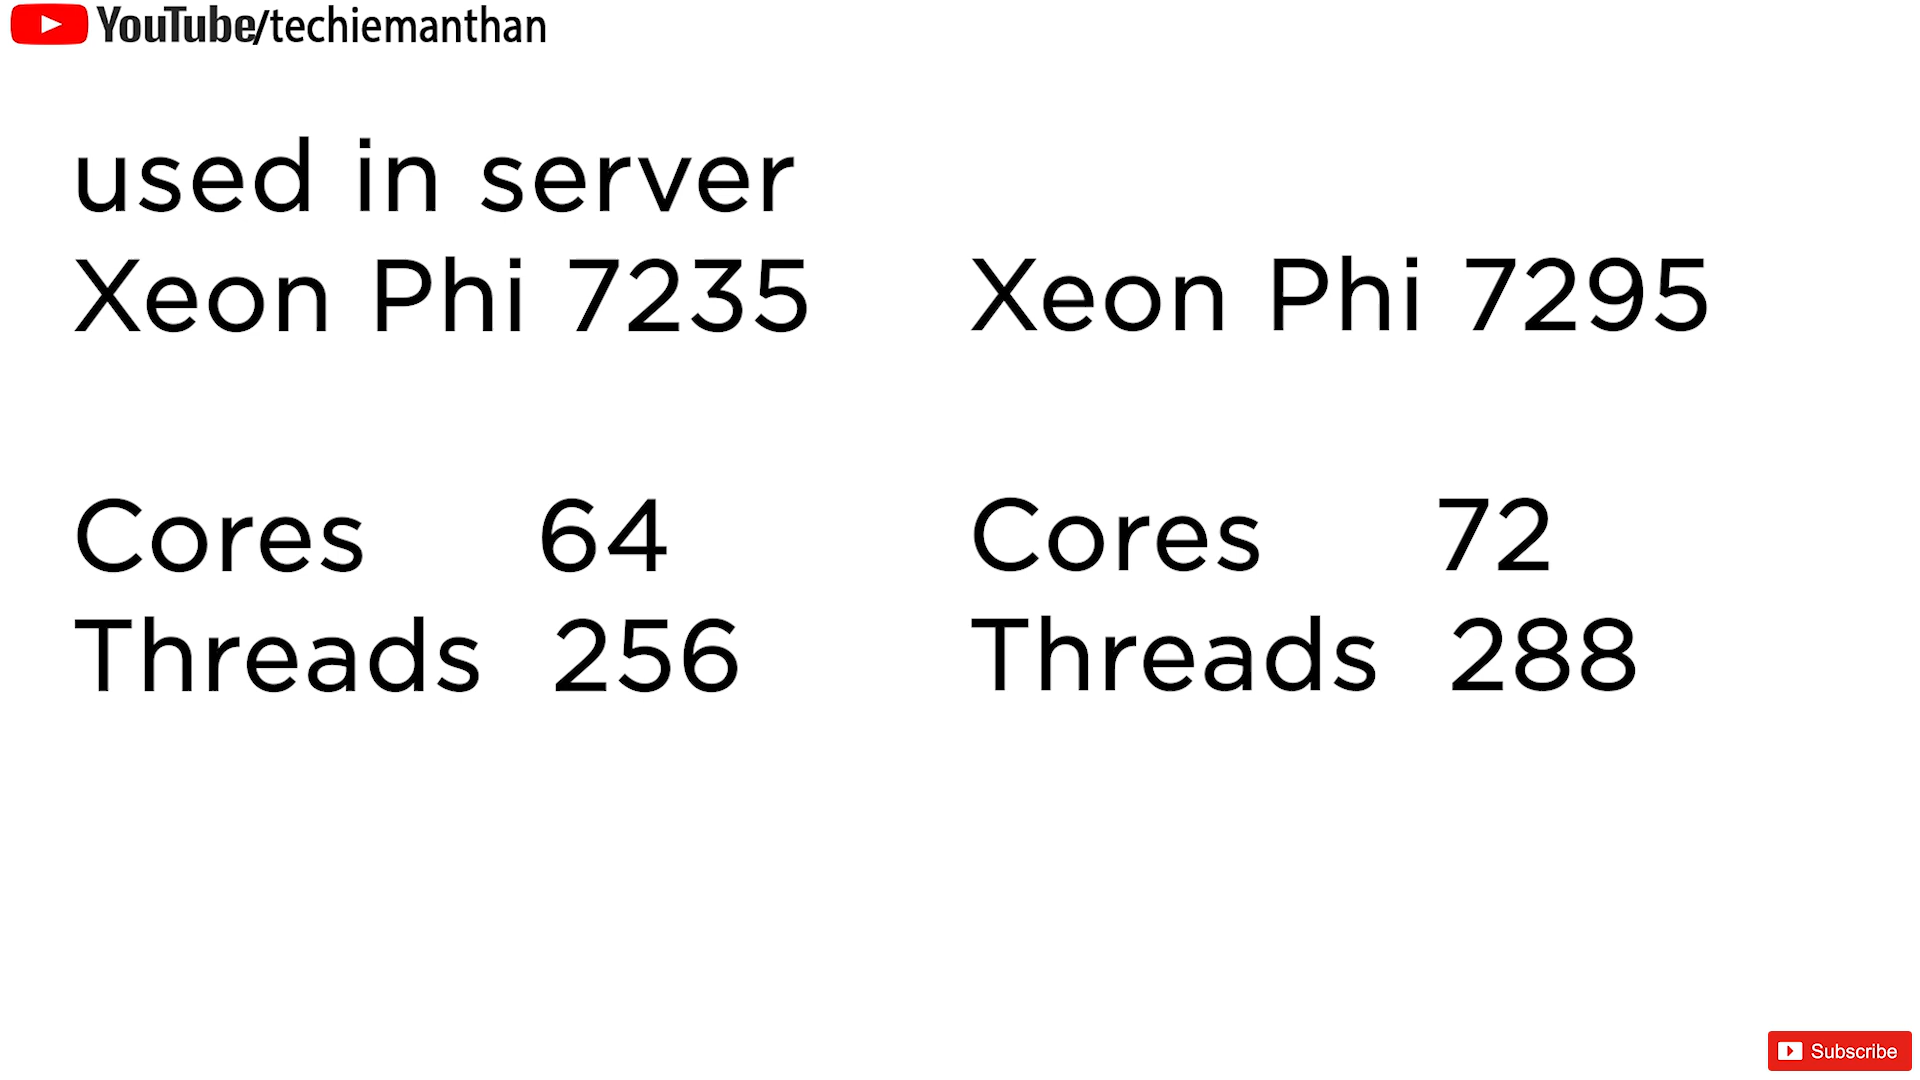 YouTube/techiemanthan
used in server
Xeon Phi 7235 Xeon Phi 7295
Cores 64 Cores 72
Threads 256 Threads 288
Subscribe